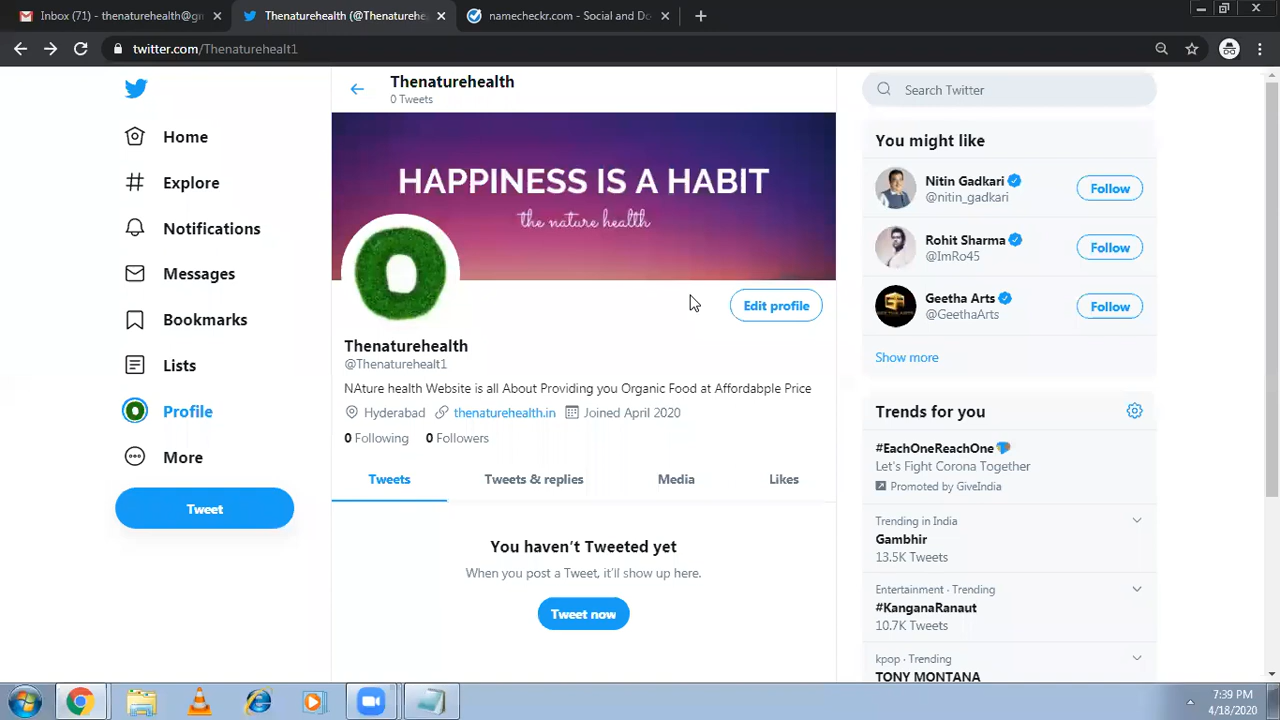 Inbox (71) - thenaturehealth@gm
Thenaturehealth (@Thenaturehe
namecheckr.com - Social and Do
twitter.com/Thenaturehealt1
Home
Explore
Notifications
Messages
Bookmarks
Lists
Profile
More
Tweet
Thenaturehealth
0 Tweets
HAPPINESS IS A HABIT
the nature health
Edit profile
Thenaturehealth
@Thenaturehealt1
NAture health Website is all About Providing you Organic Food at Affordabple Price
Hyderabad thenaturehealth.in Joined April 2020
0 Following 0 Followers
Tweets Tweets & replies Media Likes
You haven't Tweeted yet
When you post a Tweet, it'll show up here.
Tweet now
Search Twitter
You might like
Nitin Gadkari
@nitin_gadkari
Follow
Rohit Sharma
@ImRo45
Follow
Geetha Arts
@GeethaArts
Follow
Show more
Trends for you
#EachOneReachOne
Let's Fight Corona Together
Promoted by GiveIndia
Trending in India
Gambhir
13.5K Tweets
Entertainment · Trending
#KanganaRanaut
10.7K Tweets
kpop · Trending
TONY MONTANA
7:39 PM
4/18/2020